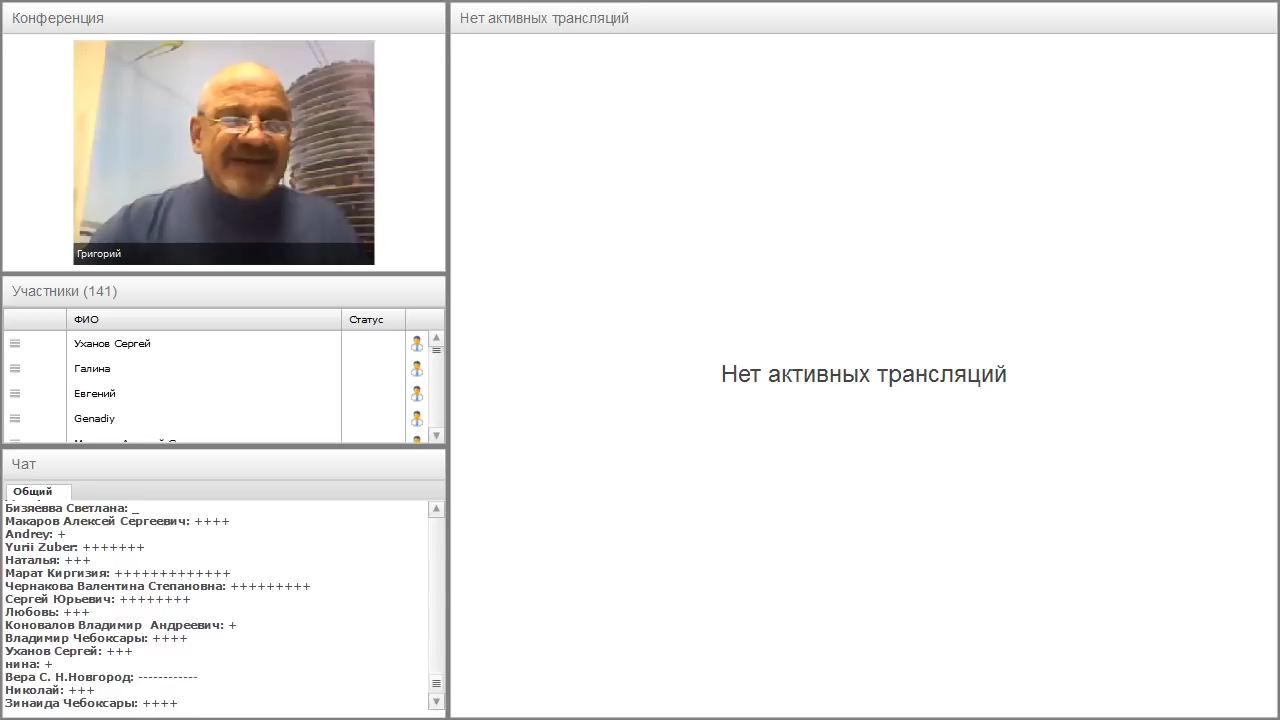 Конференция
Григорий
Участники (141)
ФИО Статус
Уханов Сергей
Галина
Евгений
Genadiy
Чат
Общий
Бизяевва Светлана: _
Макаров Алексей Сергеевич: ++++
Andrey: +
Yurii Zuber: +++++++
Наталья: +++
Марат Киргизия: +++++++++++++
Чернакова Валентина Степановна: +++++++++
Сергей Юрьевич: ++++++++
Любовь: +++
Коновалов Владимир  Андреевич: +
Владимир Чебоксары: ++++
Уханов Сергей: +++
нина: +
Вера С. Н.Новгород: ------------
Николай: +++
Зинаида Чебоксары: ++++
Нет активных трансляций
Нет активных трансляций